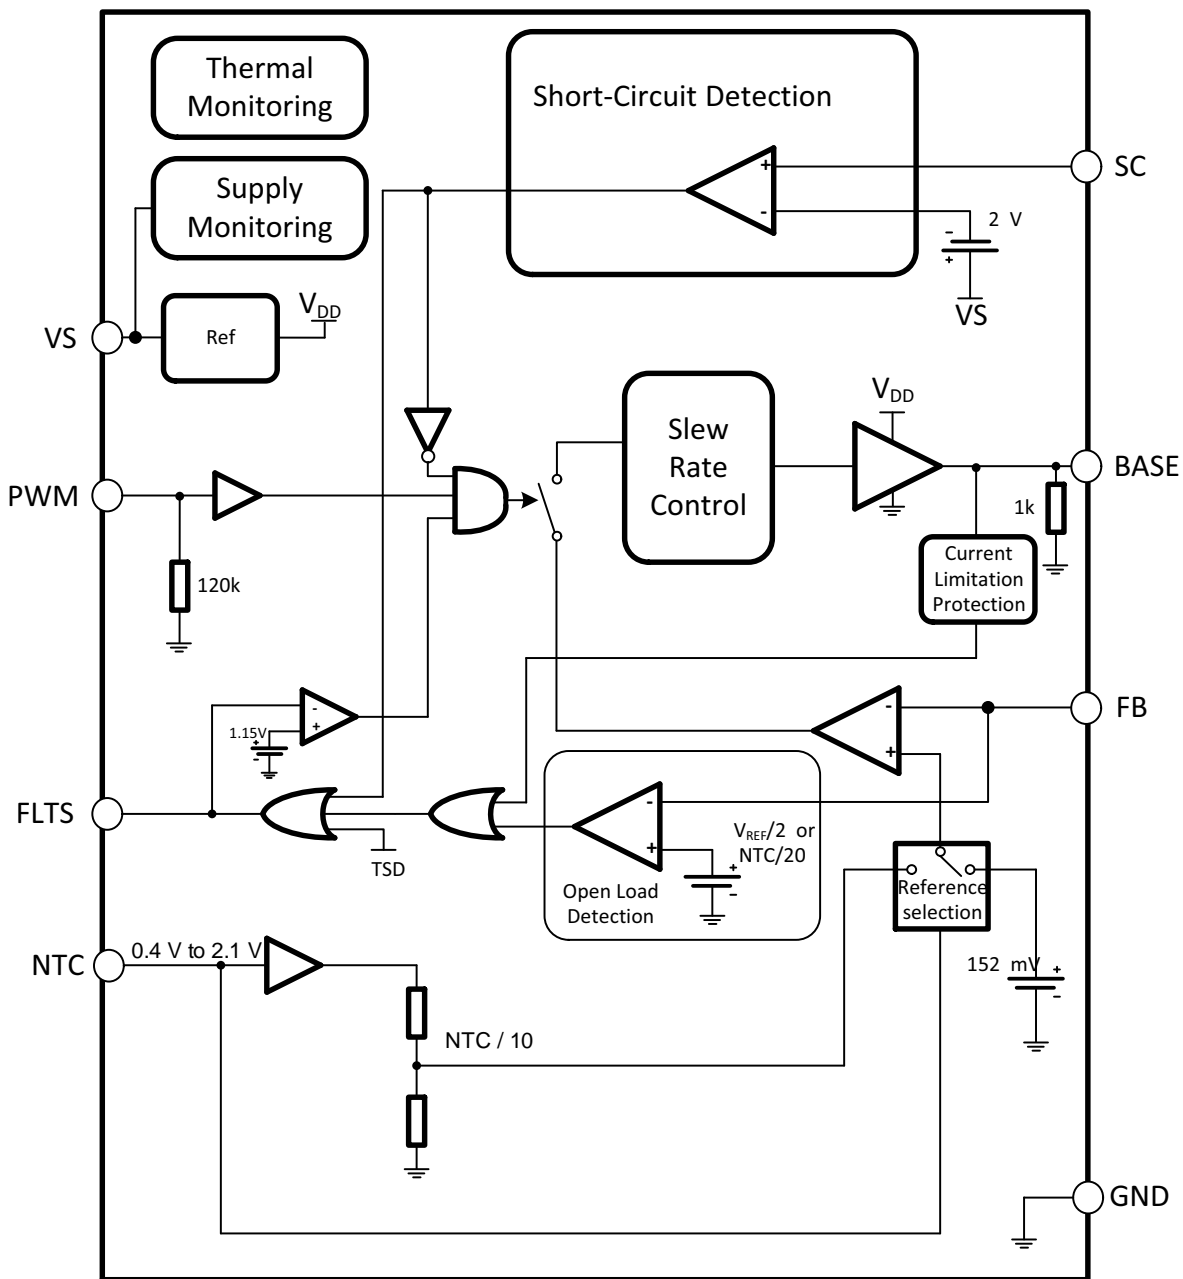 Thermal
Monitoring
Short-Circuit Detection
+
-
SC
Supply
Monitoring
2 V
-
+
VS
VDD
VS
Ref
Slew
Rate
Control
VDD
BASE
PWM
1k
120k
Current
Limitation
Protection
-
+
1.15V
+
-
-
+
FB
FLTS
TSD
-
+
VREF/2 or
NTC/20
+
-
Open Load
Detection
Reference
selection
NTC
0.4 V to 2.1 V
152 mV
+
-
NTC / 10
GND